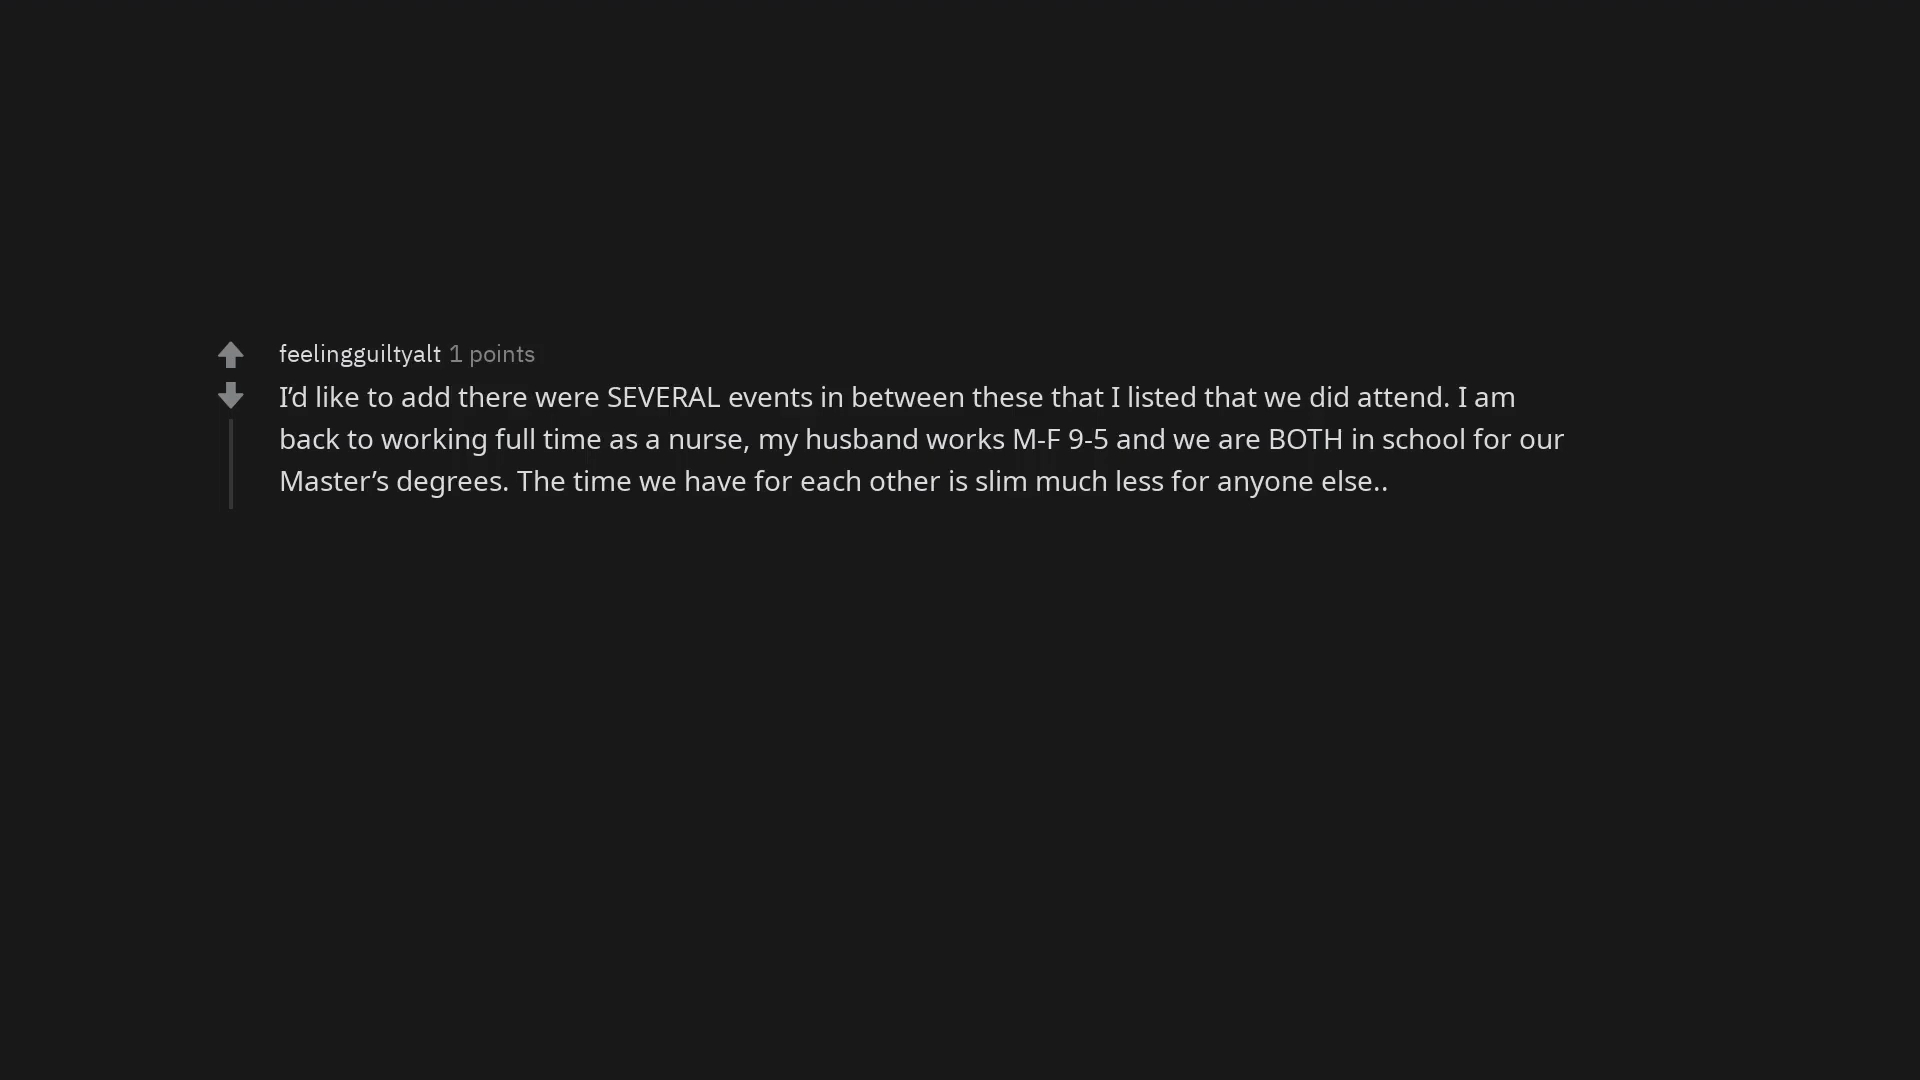 feelingguiltyalt 1 points
I’d like to add there were SEVERAL events in between these that I listed that we did attend. I am
back to working full time as a nurse, my husband works M-F 9-5 and we are BOTH in school for our
Master’s degrees. The time we have for each other is slim much less for anyone else..